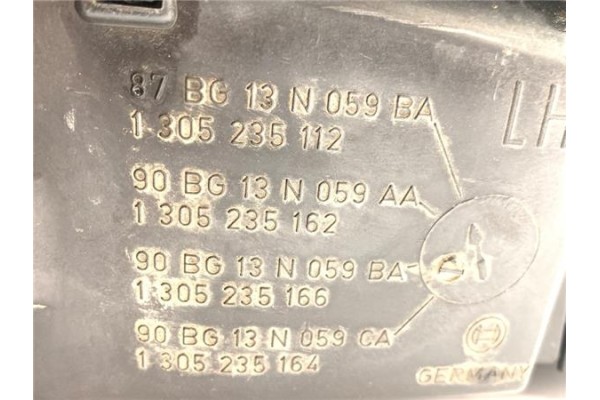 87 BG 13 N 059 BA
1 305 235 112
LH
90 BG 13 N 059 AA
1 305 235 162
90 BG 13 N 059 BA
1 305 235 166
90 BG 13 N 059 CA
1 305 235 164
GERMANY